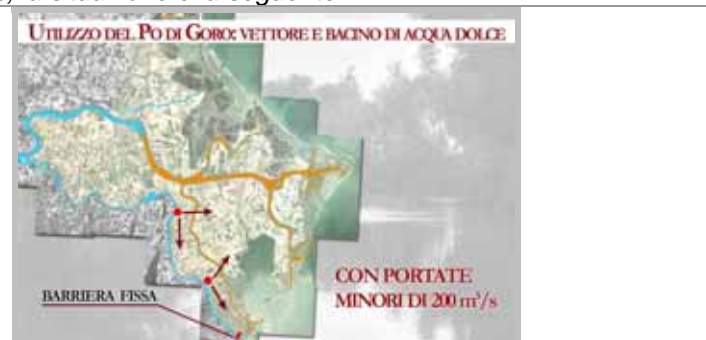 UTILIZZO DEL PO DI GORO: VETTORE E BACINO DI ACQUA DOLCE
CON PORTATE
MINORI DI 200 m³/s
BARRIERA FISSA